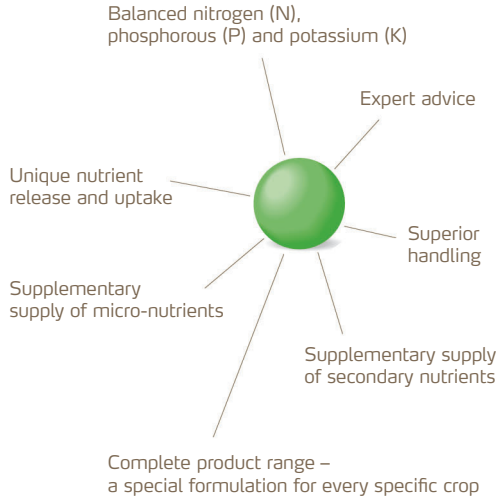 Balanced nitrogen (N),
phosphorous (P) and potassium (K)
Expert advice
Unique nutrient
release and uptake
Superior
handling
Supplementary
supply of micro-nutrients
Supplementary supply
of secondary nutrients
Complete product range –
a special formulation for every specific crop